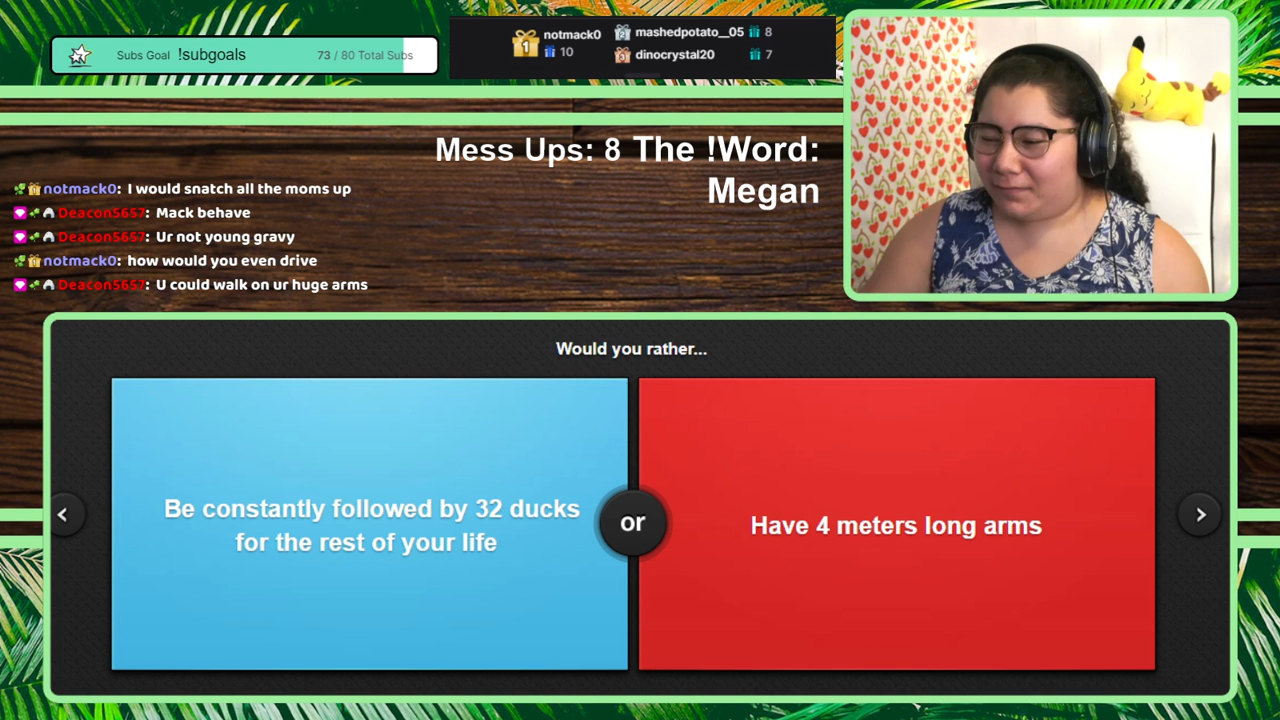 Subs Goal !subgoals 73 / 80 Total Subs
1 notmack0 10
2 mashedpotato__05 8
3 dinocrystal20 7
Mess Ups: 8 The !Word:
Megan
notmack0: I would snatch all the moms up
Deacon5657: Mack behave
Deacon5657: Ur not young gravy
notmack0: how would you even drive
Deacon5657: U could walk on ur huge arms
Would you rather...
Be constantly followed by 32 ducks
for the rest of your life
or
Have 4 meters long arms